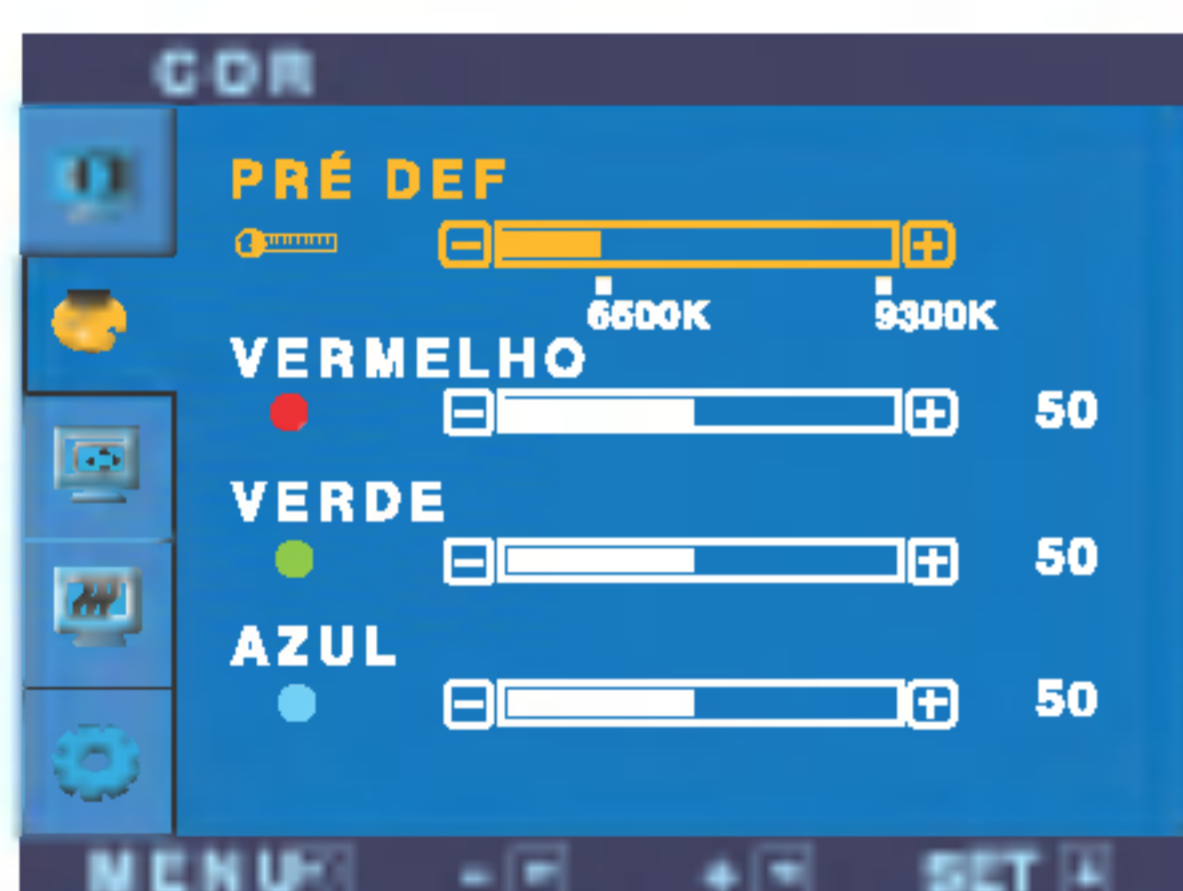 COR
PRÉ DEF
6500K 9300K
VERMELHO
50
VERDE
50
AZUL
50
MENU - + SET